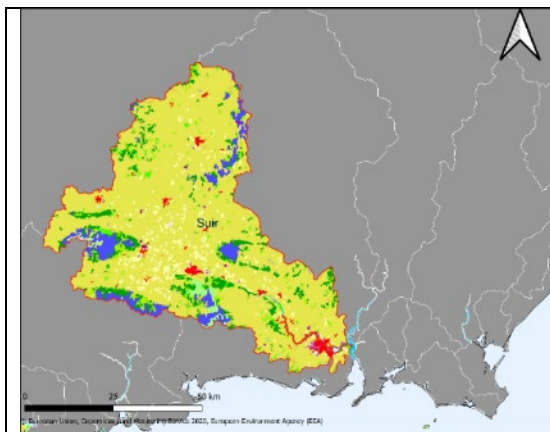 Suir
0 25 50 km
© European Union, Copernicus Land Monitoring Service 2020, European Environment Agency (EEA)